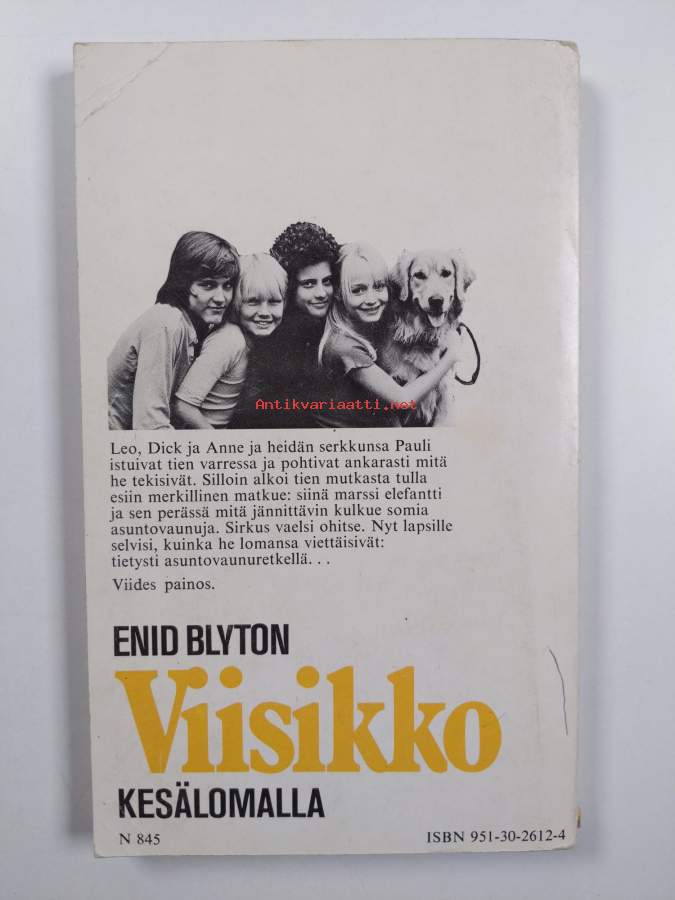 Antikvariaatti.net
Leo, Dick ja Anne ja heidän serkkunsa Pauli
istuivat tien varressa ja pohtivat ankarasti mitä
he tekisivät. Silloin alkoi tien mutkasta tulla
esiin merkillinen matkue: siinä marssi elefantti
ja sen perässä mitä jännittävin kulkue somia
asuntovaunuja. Sirkus vaelsi ohitse. Nyt lapsille
selvisi, kuinka he lomansa viettäisivät:
tietysti asuntovaunuretkellä. . .
Viides painos.
ENID BLYTON
Viisikko
KESÄLOMALLA
N 845
ISBN 951-30-2612-4